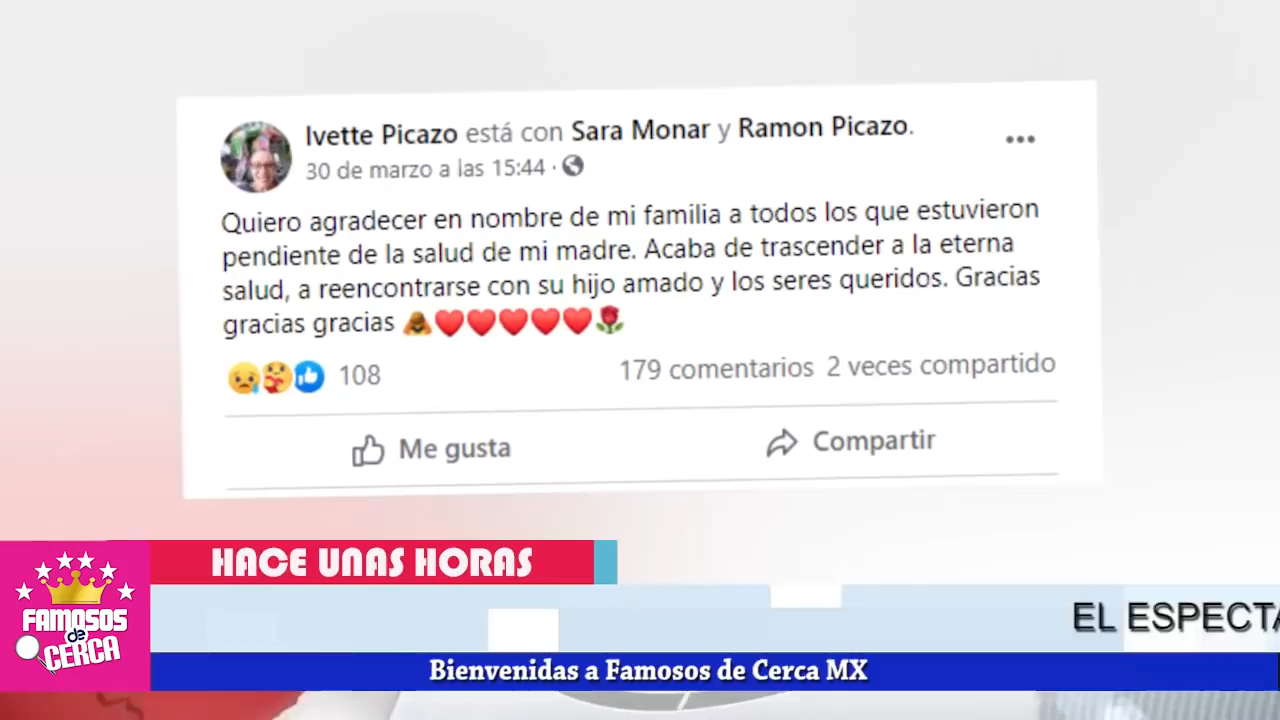 Ivette Picazo está con Sara Monar y Ramon Picazo.
30 de marzo a las 15:44 ·
Quiero agradecer en nombre de mi familia a todos los que estuvieron
pendiente de la salud de mi madre. Acaba de trascender a la eterna
salud, a reencontrarse con su hijo amado y los seres queridos. Gracias
gracias gracias 🙏🏾❤️❤️❤️❤️❤️🌹
108
179 comentarios 2 veces compartido
Me gusta
Compartir
HACE UNAS HORAS
FAMOSOS
de
CERCA
EL ESPECTA
Bienvenidas a Famosos de Cerca MX